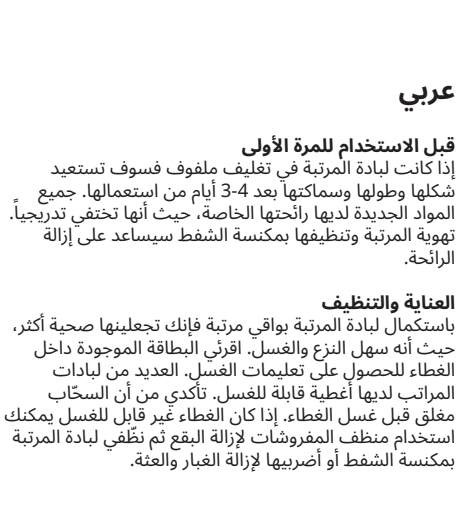 عربي
قبل الاستخدام للمرة الأولى
إذا كانت لبادة المرتبة في تغليف ملفوف فسوف تستعيد
شكلها وطولها وسماكتها بعد 4-3 أيام من استعمالها. جميع
المواد الجديدة لديها رائحتها الخاصة، حيث أنها تختفي تدريجياً.
تهوية المرتبة وتنظيفها بمكنسة الشفط سيساعد على إزالة
الرائحة.
العناية والتنظيف
باستكمال لبادة المرتبة بواقي مرتبة فإنك تجعلينها صحية أكثر،
حيث أنه سهل النزع والغسل. اقرئي البطاقة الموجودة داخل
الغطاء للحصول على تعليمات الغسل. العديد من لبادات
المراتب لديها أغطية قابلة للغسل. تأكدي من أن السحّاب
مغلق قبل غسل الغطاء. إذا كان الغطاء غير قابل للغسل يمكنك
استخدام منظف المفروشات لإزالة البقع ثم نظّفي لبادة المرتبة
بمكنسة الشفط أو أضربيها لإزالة الغبار والعثة.